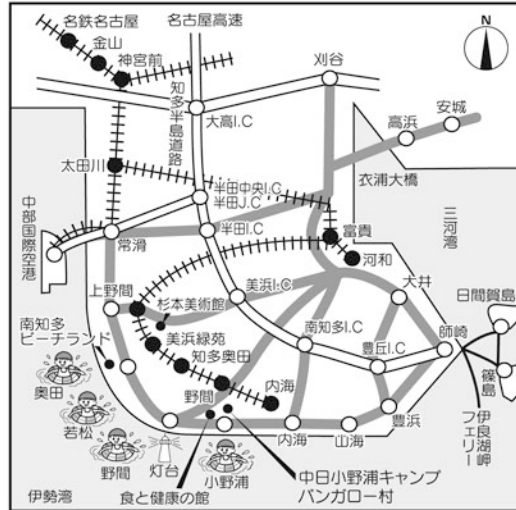 名鉄名古屋
名古屋高速
金山
神宮前
N
刈谷
知多半島道路
大高I.C
高浜
安城
太田川
衣浦大橋
半田中央I.C
半田J.C
中部国際空港
常滑
半田I.C
富貴
三河湾
河和
上野間
杉本美術館
美浜I.C
大井
日間賀島
南知多
ビーチランド
美浜緑苑
南知多I.C
師崎
知多奥田
豊丘I.C
奥田
野間
内海
篠島
若松
豊浜
伊良湖岬
フェリー
野間
灯台
小野浦
内海
山海
中日小野浦キャンプ
バンガロー村
伊勢湾
食と健康の館